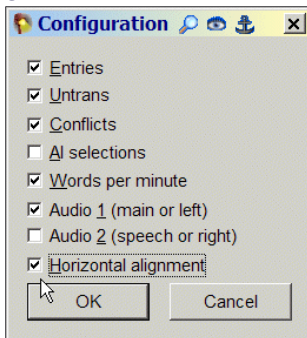 Configuration
Entries
Untrans
Conflicts
AI selections
Words per minute
Audio 1 (main or left)
Audio 2 (speech or right)
Horizontal alignment
OK Cancel